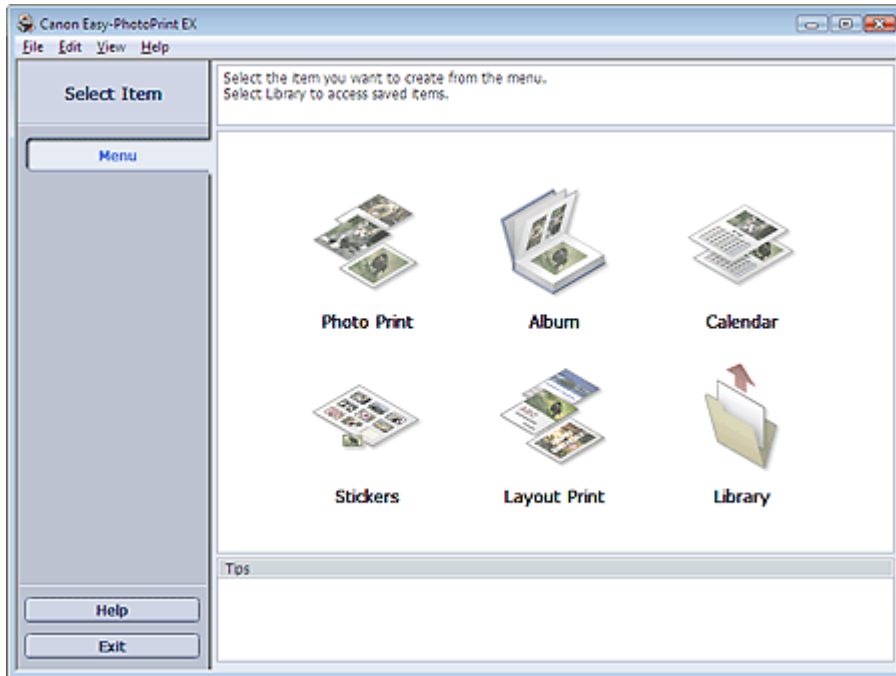 Canon Easy-PhotoPrint EX
File Edit View Help
Select Item
Select the item you want to create from the menu.
Select Library to access saved items.
Menu
Photo Print
Album
Calendar
Stickers
Layout Print
Library
Tips
Help
Exit